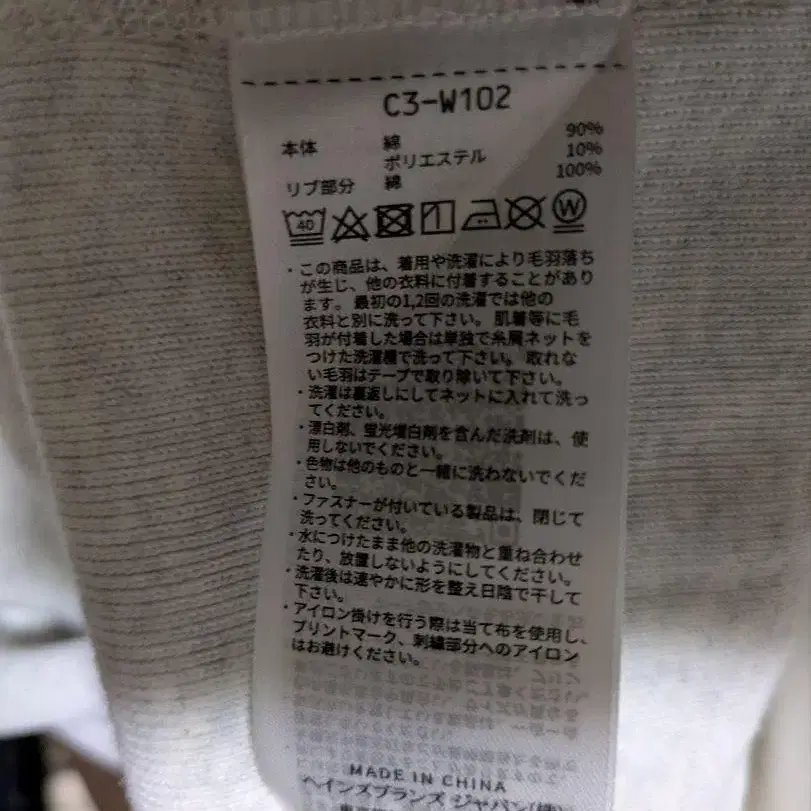 C3-W102
本体 綿 90%
ポリエステル 10%
リブ部分 綿 100%
40 W
・この商品は、着用や洗濯により毛羽落ち
が生じ、他の衣料に付着することがあり
ます。最初の1,2回の洗濯では他の
衣料と別に洗って下さい。肌着等に毛
羽が付着した場合は単独で糸屑ネットを
つけた洗濯槽で洗って下さい。取れな
い毛羽はテープで取り除いて下さい。
・洗濯は裏返しにしてネットに入れて洗っ
てください。
・漂白剤、蛍光増白剤を含んだ洗剤は、使
用しないでください。
・色物は他のものと一緒に洗わないでくだ
さい。
・ファスナーが付いている製品は、閉じて
洗ってください。
・水につけたまま他の洗濯物と重ね合わせ
たり、放置しないようにしてください。
・洗濯後は速やかに形を整え日陰で干して
下さい。
・アイロン掛けを行う際は当て布を使用し、
プリントマーク、刺繍部分へのアイロン
はお避けください。
MADE IN CHINA
ヘインズブランズ ジャパン(株)